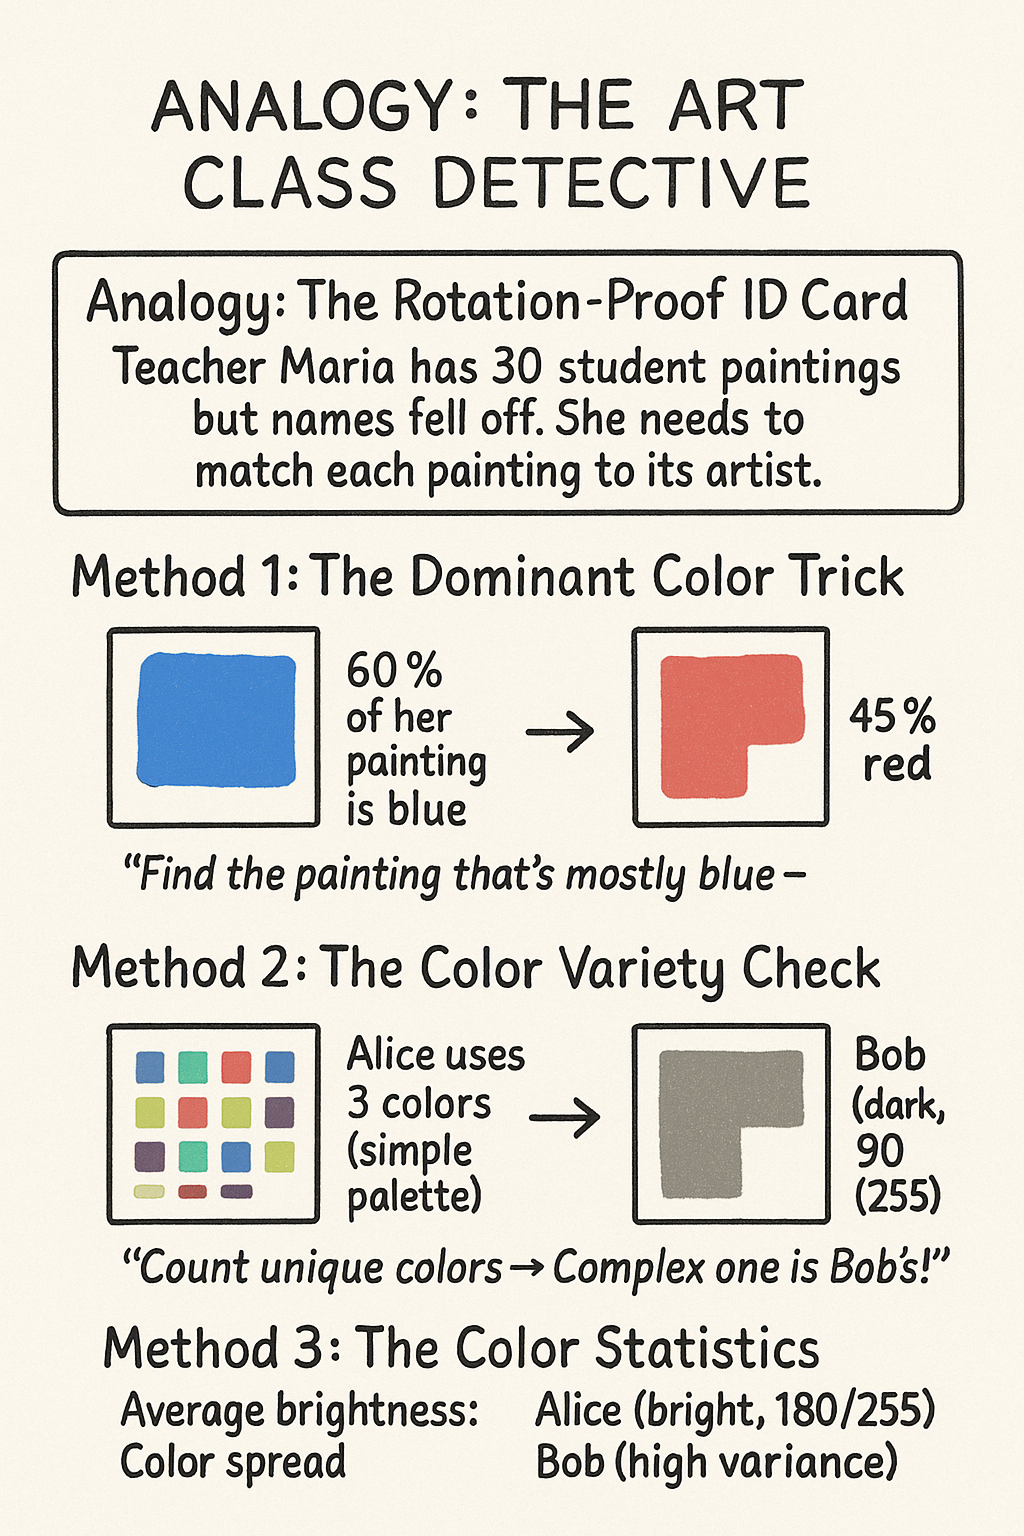 ANALOGY: THE ART
CLASS DETECTIVE
Analogy: The Rotation-Proof ID Card
Teacher Maria has 30 student paintings
but names fell off. She needs to
match each painting to its artist.
Method 1: The Dominant Color Trick
60%
of her
painting
is blue
→
45%
red
“Find the painting that’s mostly blue –
Method 2: The Color Variety Check
Alice uses
3 colors
(simple
palette)
→
Bob
(dark,
90
(255)
“Count unique colors → Complex one is Bob’s!”
Method 3: The Color Statistics
Average brightness: Alice (bright, 180/255)
Color spread Bob (high variance)